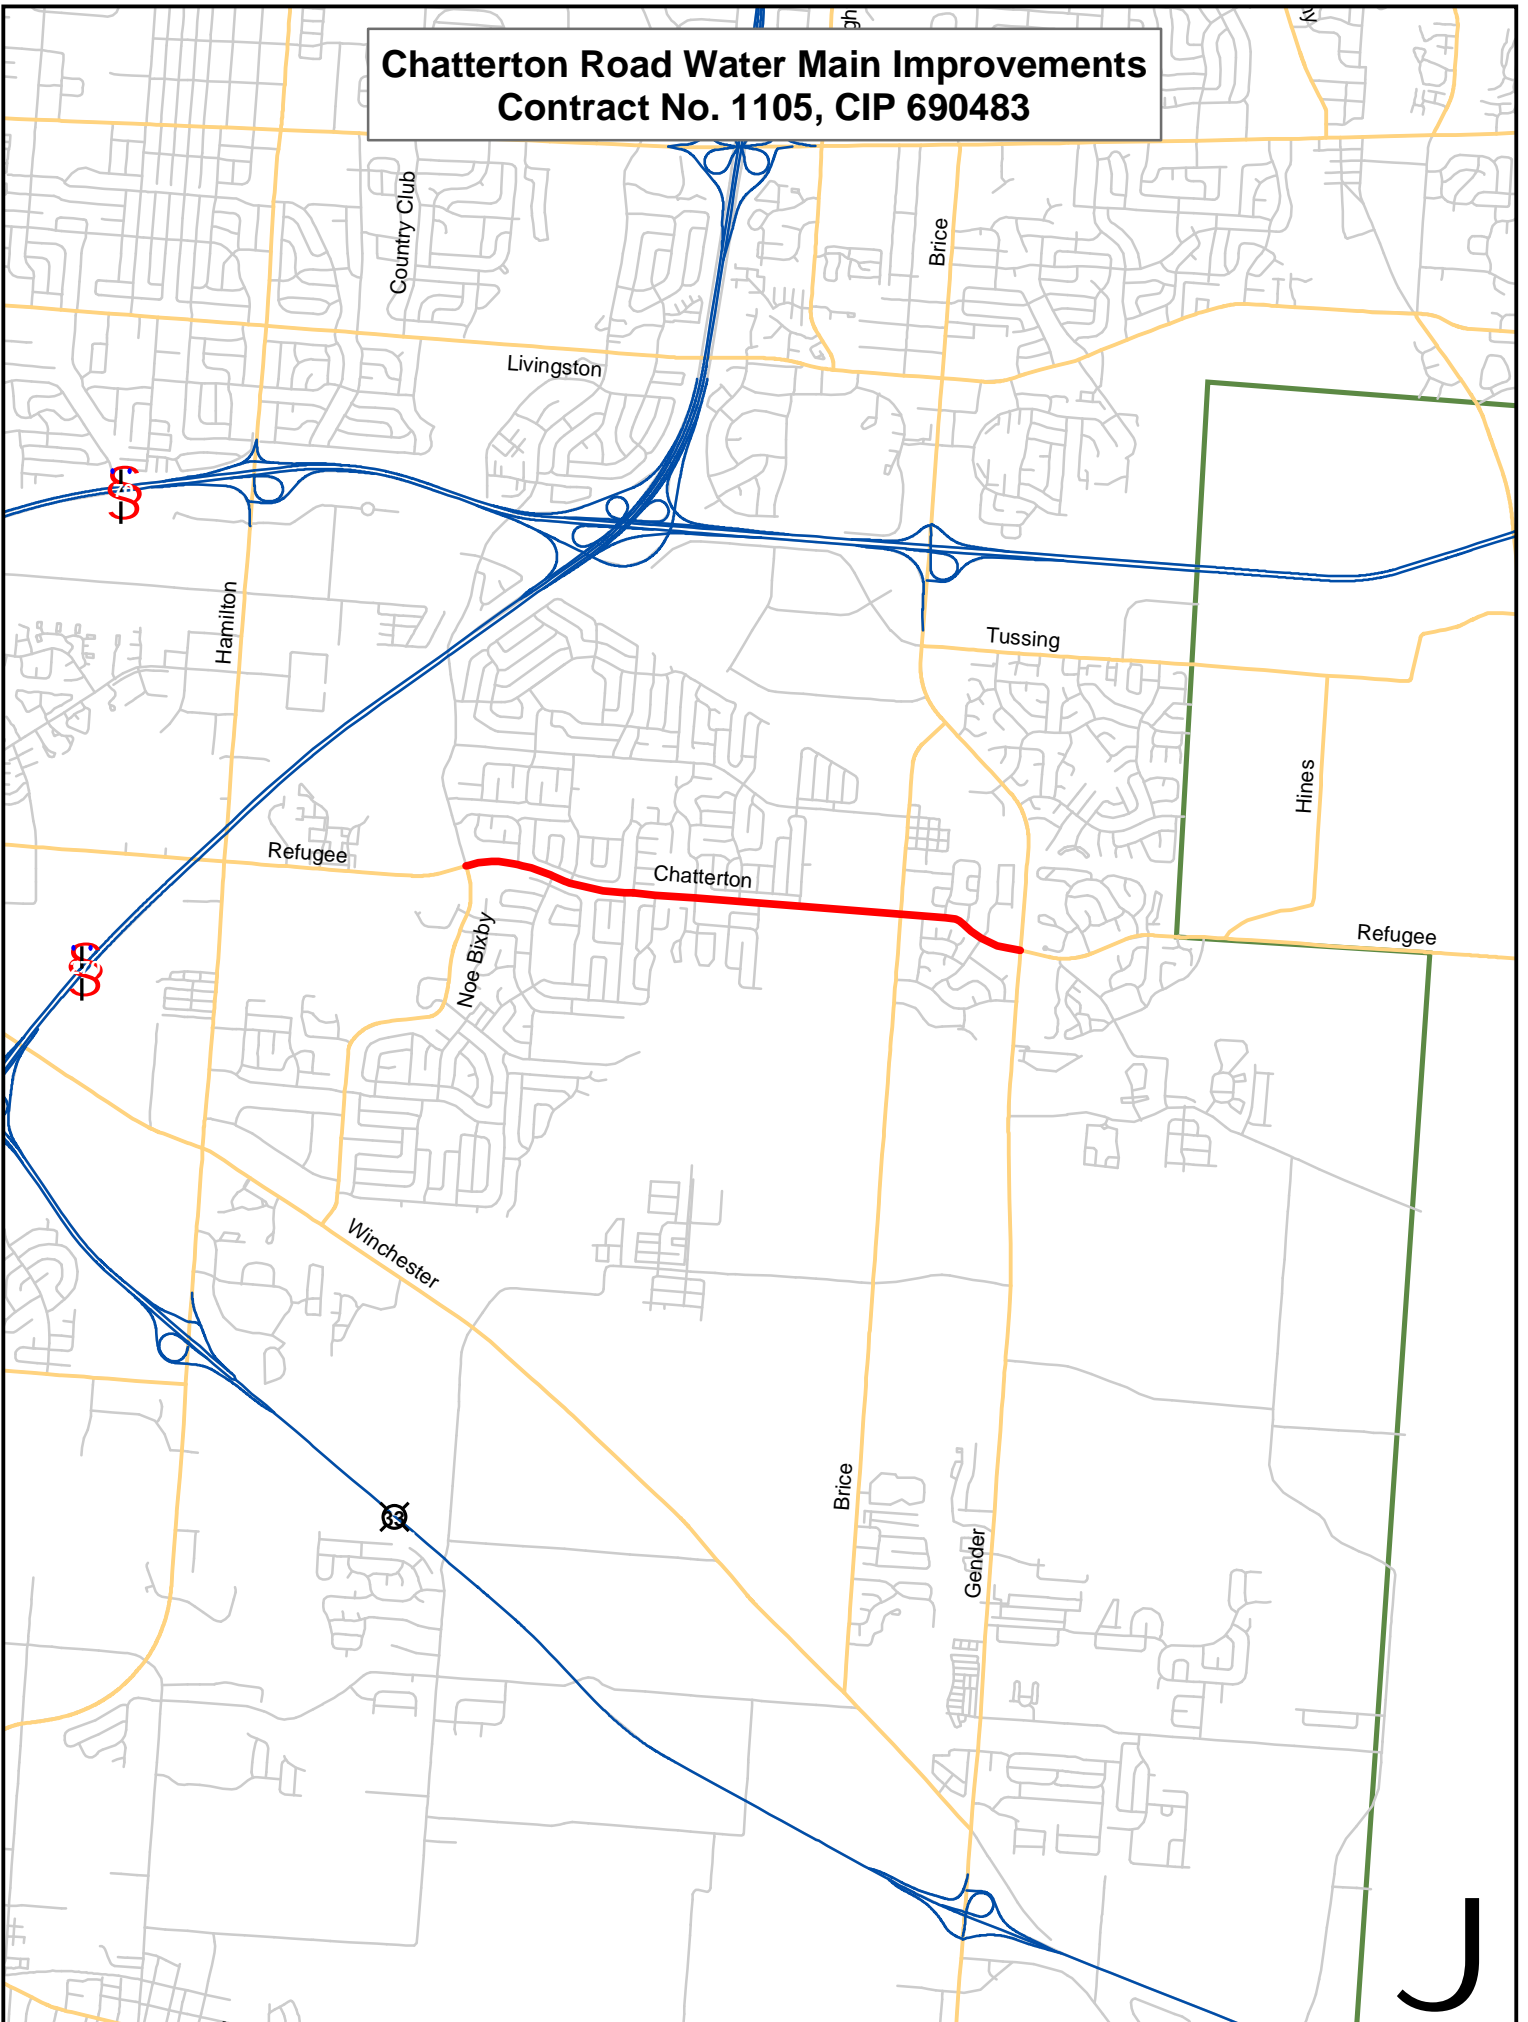 Chatterton Road Water Main Improvements
Contract No. 1105, CIP 690483
Country Club
Brice
Livingston
Hamilton
Tussing
Hines
Refugee
Chatterton
Noe Bixby
Refugee
Winchester
Brice
Gender
33
J